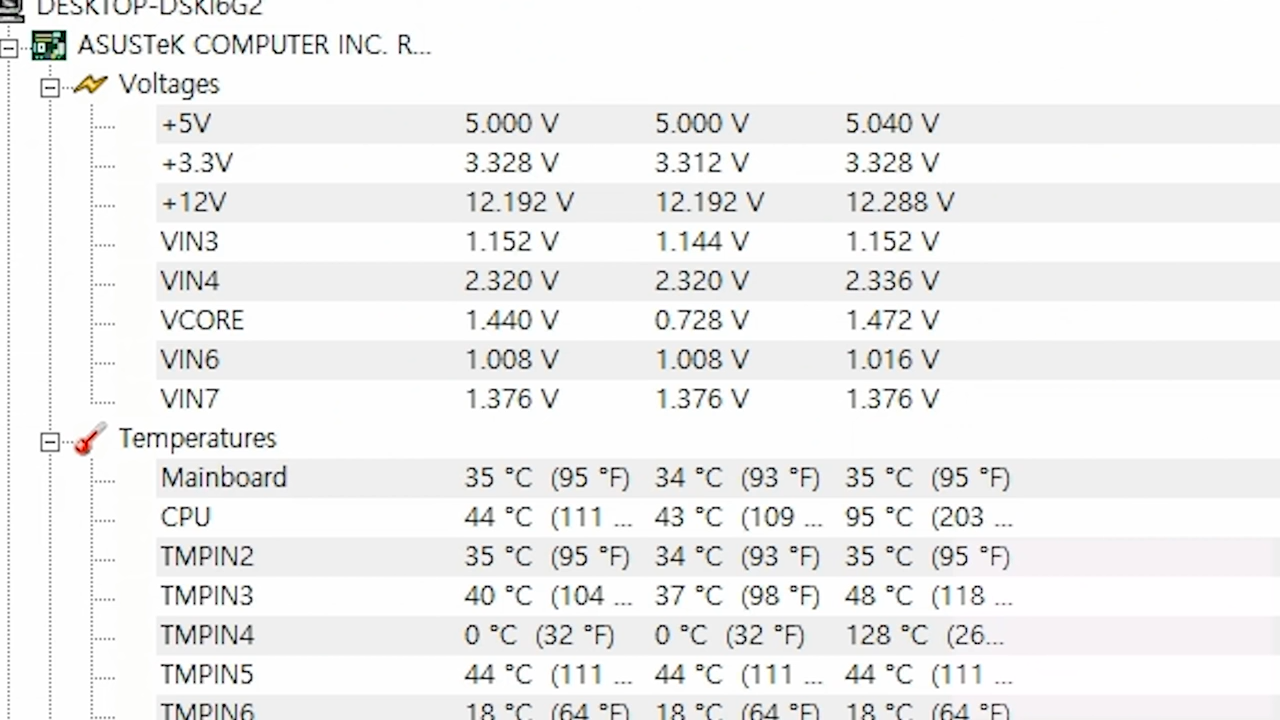 DESKTOP-DSKI6G2
ASUSTeK COMPUTER INC. R...
Voltages
+5V 5.000 V 5.000 V 5.040 V
+3.3V 3.328 V 3.312 V 3.328 V
+12V 12.192 V 12.192 V 12.288 V
VIN3 1.152 V 1.144 V 1.152 V
VIN4 2.320 V 2.320 V 2.336 V
VCORE 1.440 V 0.728 V 1.472 V
VIN6 1.008 V 1.008 V 1.016 V
VIN7 1.376 V 1.376 V 1.376 V
Temperatures
Mainboard 35 °C (95 °F) 34 °C (93 °F) 35 °C (95 °F)
CPU 44 °C (111 ... 43 °C (109 ... 95 °C (203 ...
TMPIN2 35 °C (95 °F) 34 °C (93 °F) 35 °C (95 °F)
TMPIN3 40 °C (104 ... 37 °C (98 °F) 48 °C (118 ...
TMPIN4 0 °C (32 °F) 0 °C (32 °F) 128 °C (26...
TMPIN5 44 °C (111 ... 44 °C (111 ... 44 °C (111 ...
TMPIN6 18 °C (64 °F) 18 °C (64 °F) 18 °C (64 °F)